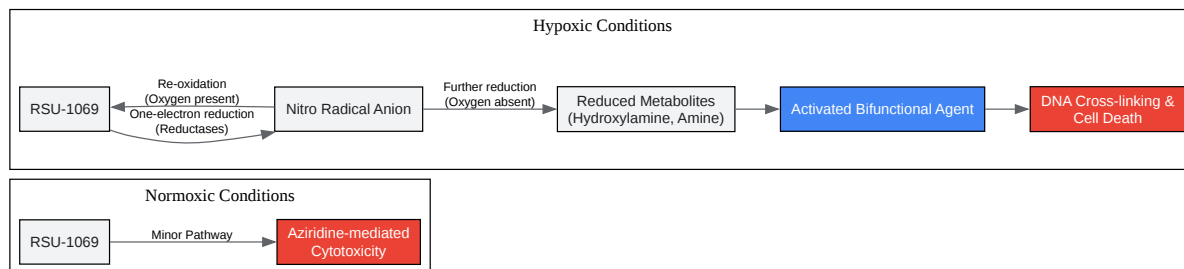 Hypoxic Conditions
RSU-1069
Re-oxidation
(Oxygen present)
One-electron reduction
(Reductases)
Nitro Radical Anion
Further reduction
(Oxygen absent)
Reduced Metabolites
(Hydroxylamine, Amine)
Activated Bifunctional Agent
DNA Cross-linking &
Cell Death
Normoxic Conditions
RSU-1069
Minor Pathway
Aziridine-mediated
Cytotoxicity